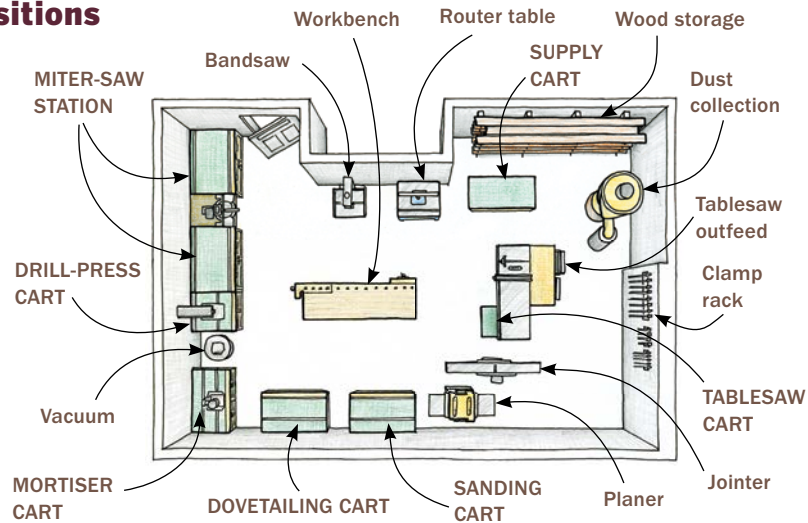 sitions
Workbench
Router table
Wood storage
Bandsaw
SUPPLY
CART
MITER-SAW
STATION
Dust
collection
Tablesaw
outfeed
DRILL-PRESS
CART
Clamp
rack
Vacuum
TABLESAW
CART
MORTISER
CART
DOVETAILING CART
SANDING
CART
Planer
Jointer